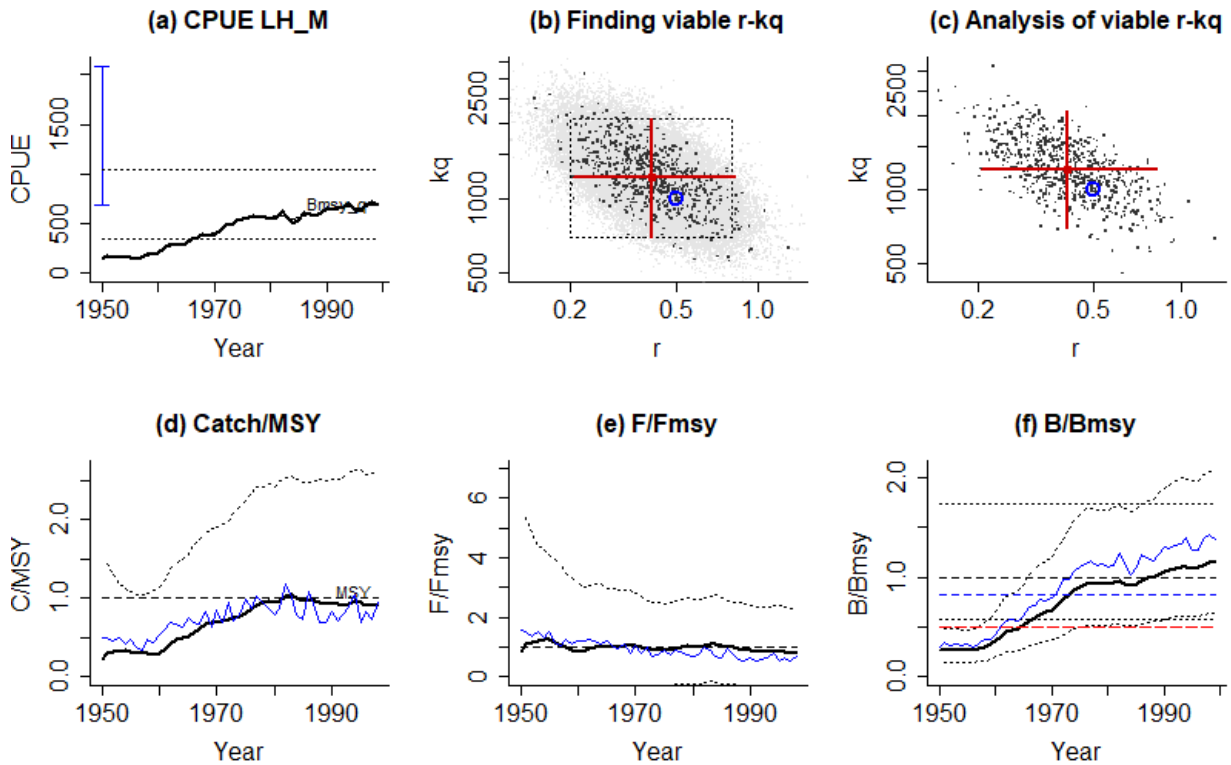 (a) CPUE LH_M
(b) Finding viable r-kq
(c) Analysis of viable r-kq
CPUE
0
500
1500
Bmsy_q
1950
1970
1990
Year
kq
500
1000
2500
0.2
0.5
1.0
r
kq
500
1000
2500
0.2
0.5
1.0
r
(d) Catch/MSY
(e) F/Fmsy
(f) B/Bmsy
C/MSY
0.0
1.0
2.0
MSY
1950
1970
1990
Year
F/Fmsy
0
2
4
6
1950
1970
1990
Year
B/Bmsy
0.0
1.0
2.0
1950
1970
1990
Year